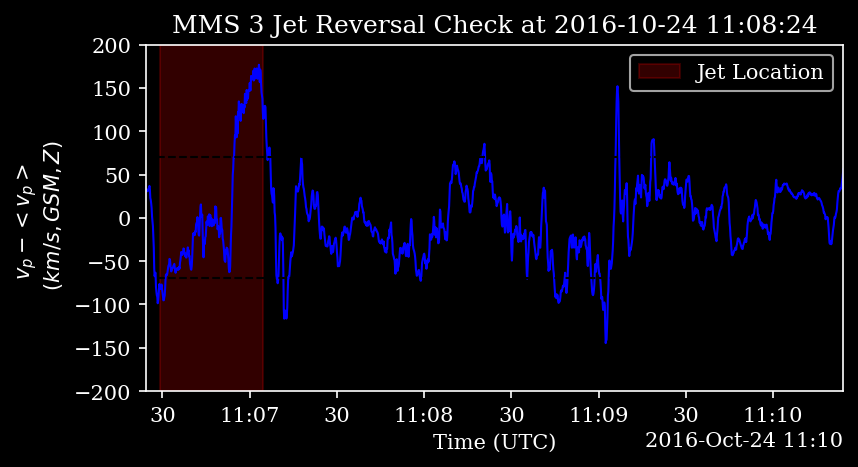 MMS 3 Jet Reversal Check at 2016-10-24 11:08:24
Jet Location
200
150
100
50
0
−50
−100
−150
−200
v_p − < v_p >
(km/s, GSM, Z)
30 11:07 30 11:08 30 11:09 30 11:10
Time (UTC)
2016-Oct-24 11:10